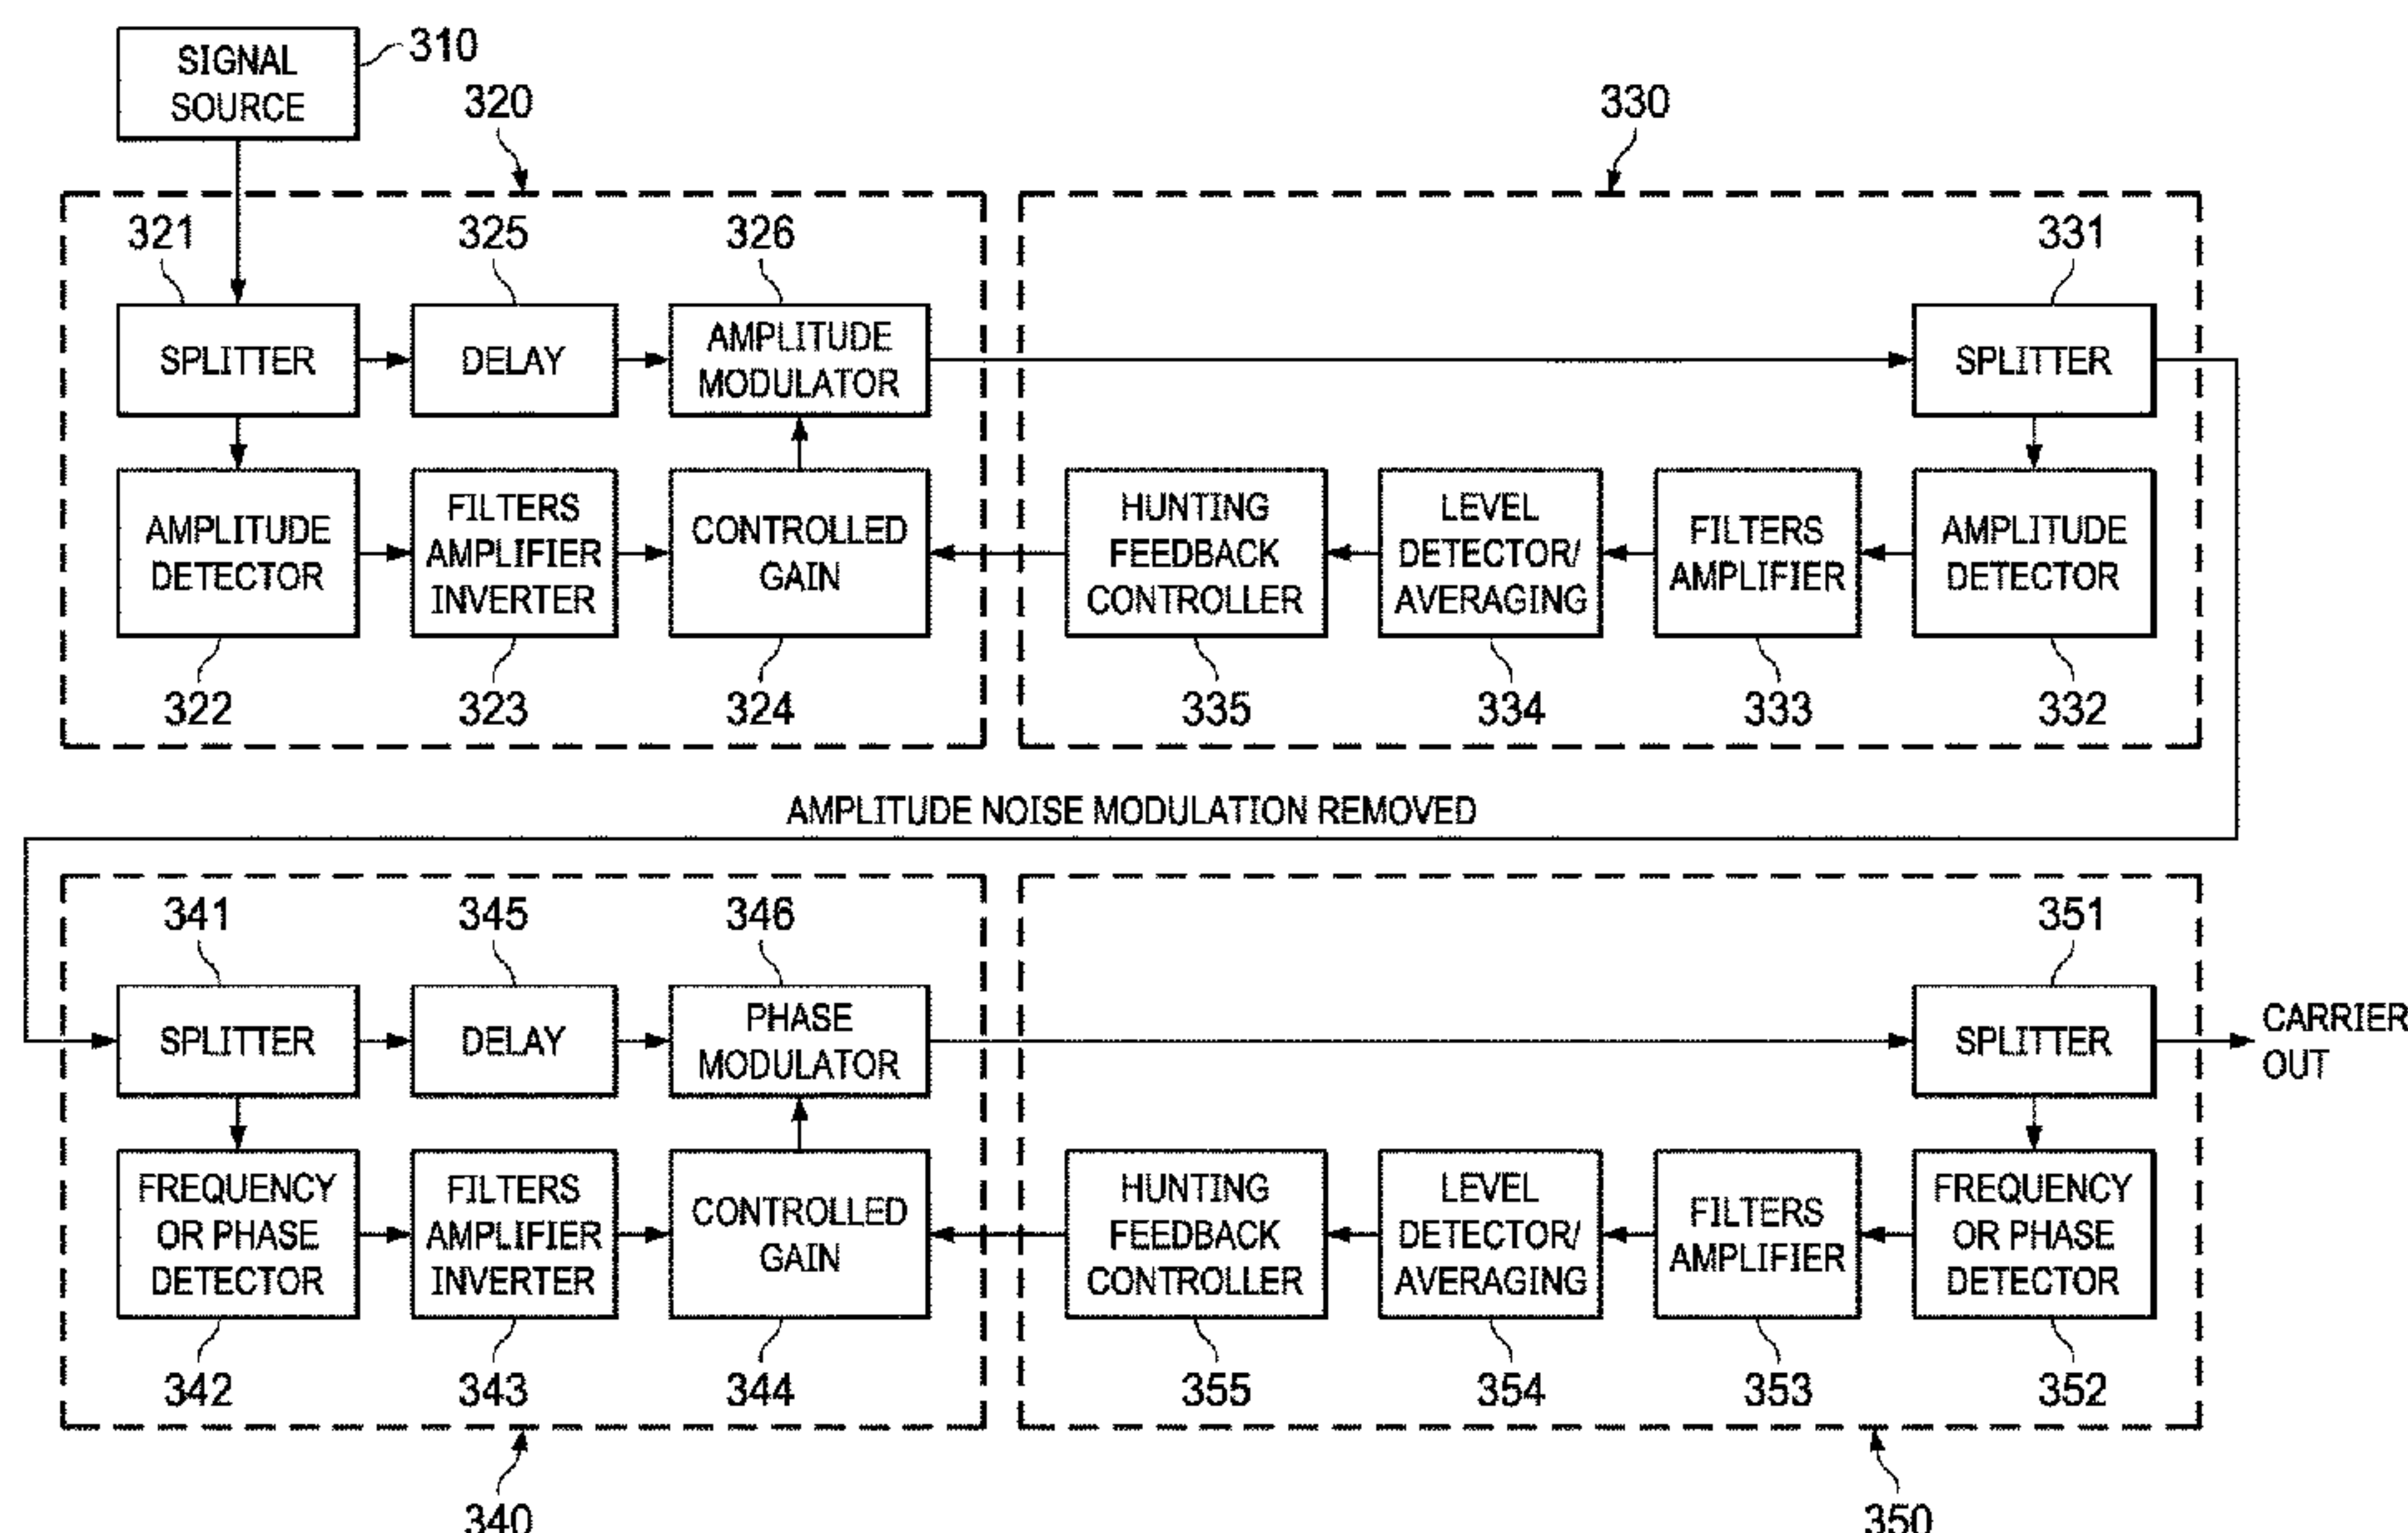 SIGNAL
SOURCE
310
320
330
321
325
326
331
SPLITTER
DELAY
AMPLITUDE
MODULATOR
SPLITTER
AMPLITUDE
DETECTOR
FILTERS
AMPLIFIER
INVERTER
CONTROLLED
GAIN
HUNTING
FEEDBACK
CONTROLLER
LEVEL
DETECTOR/
AVERAGING
FILTERS
AMPLIFIER
AMPLITUDE
DETECTOR
322
323
324
335
334
333
332
AMPLITUDE NOISE MODULATION REMOVED
341
345
346
351
SPLITTER
DELAY
PHASE
MODULATOR
SPLITTER
CARRIER
OUT
FREQUENCY
OR PHASE
DETECTOR
FILTERS
AMPLIFIER
INVERTER
CONTROLLED
GAIN
HUNTING
FEEDBACK
CONTROLLER
LEVEL
DETECTOR/
AVERAGING
FILTERS
AMPLIFIER
FREQUENCY
OR PHASE
DETECTOR
342
343
344
355
354
353
352
340
350